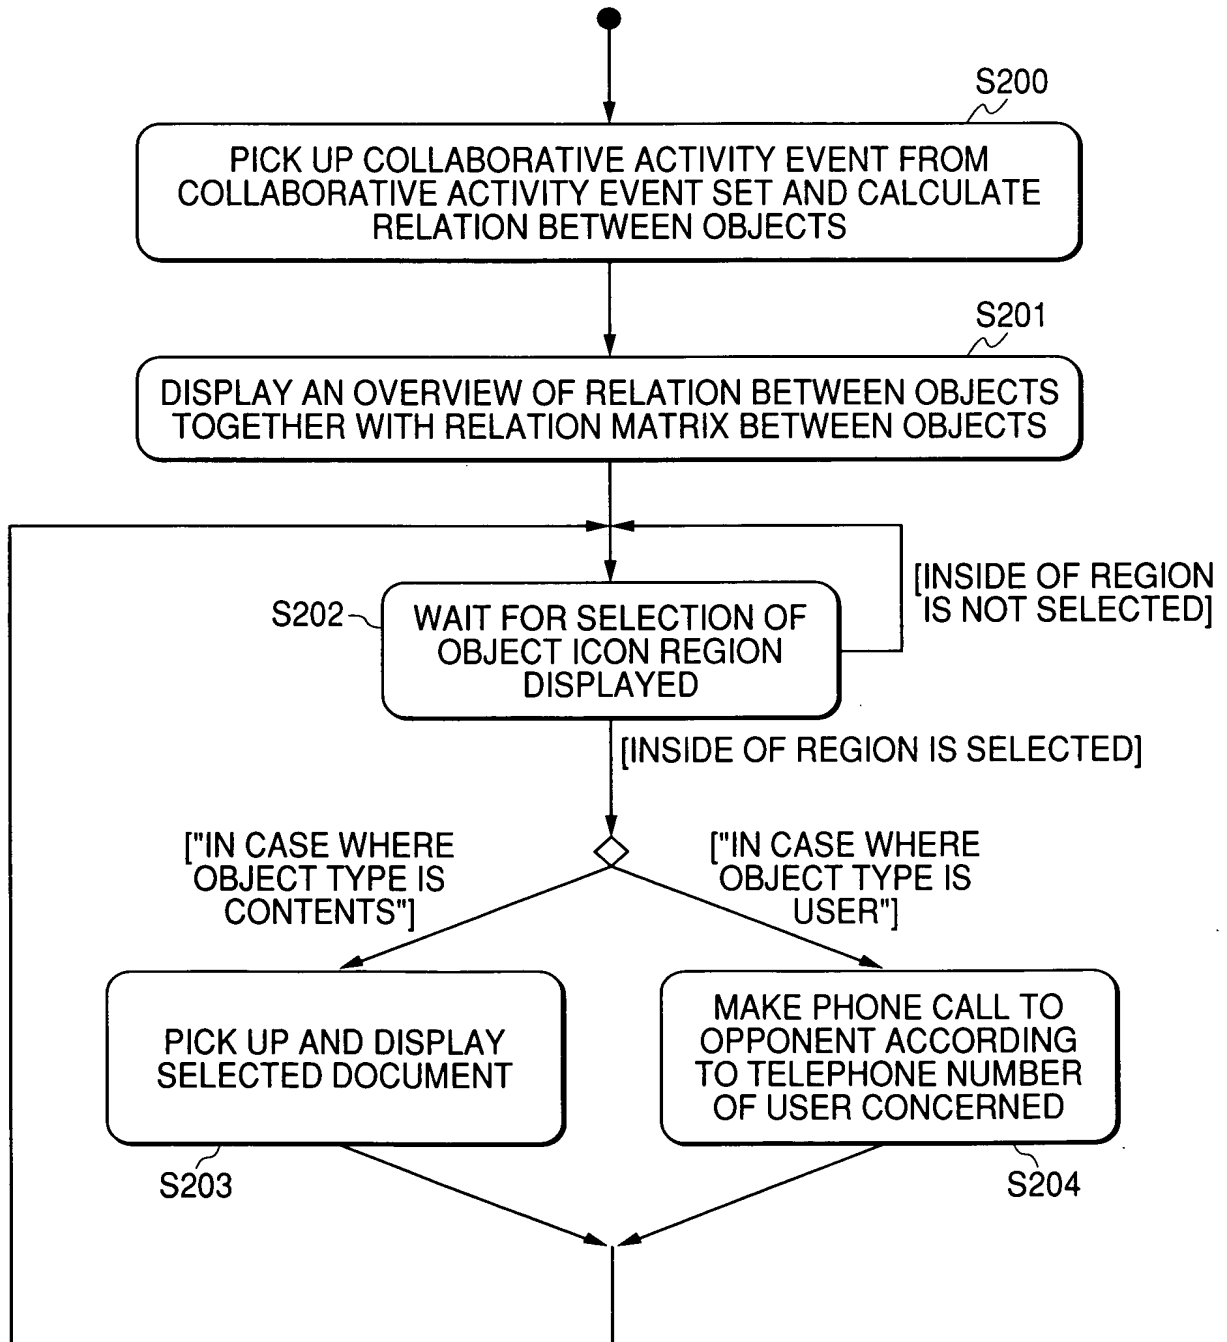 S200
PICK UP COLLABORATIVE ACTIVITY EVENT FROM
COLLABORATIVE ACTIVITY EVENT SET AND CALCULATE
RELATION BETWEEN OBJECTS
S201
DISPLAY AN OVERVIEW OF RELATION BETWEEN OBJECTS
TOGETHER WITH RELATION MATRIX BETWEEN OBJECTS
[INSIDE OF REGION
IS NOT SELECTED]
S202
WAIT FOR SELECTION OF
OBJECT ICON REGION
DISPLAYED
[INSIDE OF REGION IS SELECTED]
["IN CASE WHERE
OBJECT TYPE IS
CONTENTS"]
["IN CASE WHERE
OBJECT TYPE IS
USER"]
PICK UP AND DISPLAY
SELECTED DOCUMENT
S203
MAKE PHONE CALL TO
OPPONENT ACCORDING
TO TELEPHONE NUMBER
OF USER CONCERNED
S204